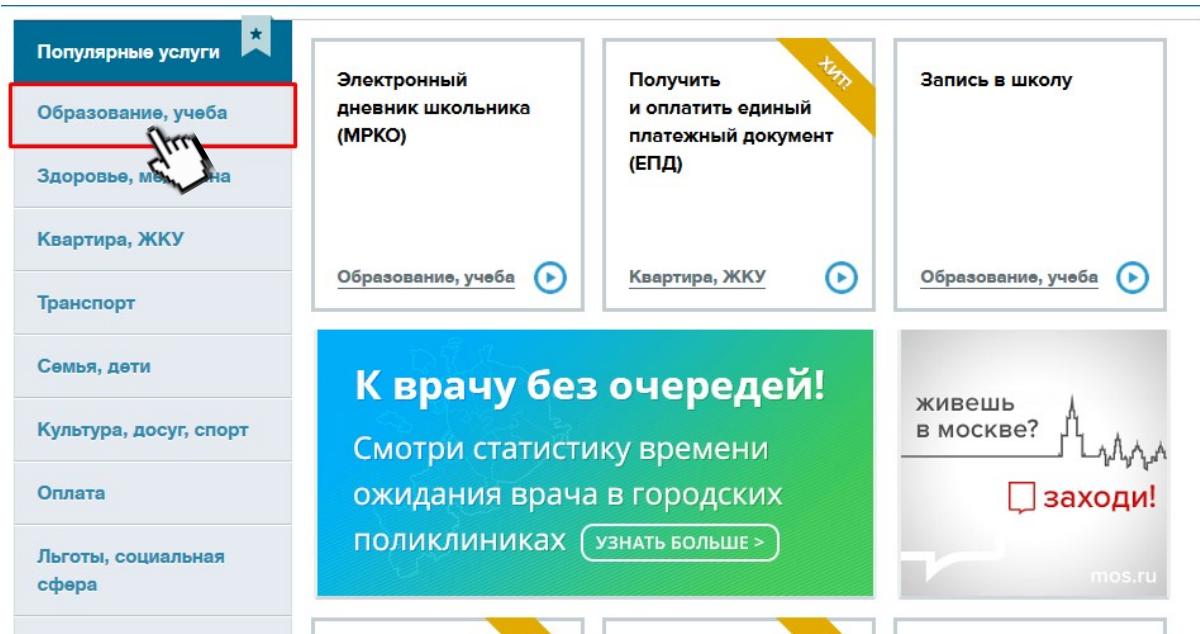 Популярные услуги
Образование, учеба
Здоровье, ме на
Квартира, ЖКУ
Транспорт
Семья, дети
Культура, досуг, спорт
Оплата
Льготы, социальная
сфера
Электронный
дневник школьника
(МРКО)
Образование, учеба
ХИТ!
Получить
и оплатить единый
платежный документ
(ЕПД)
Квартира, ЖКУ
Запись в школу
Образование, учеба
К врачу без очередей!
Смотри статистику времени
ожидания врача в городских
поликлиниках УЗНАТЬ БОЛЬШЕ >
живешь
в москве?
заходи!
mos.ru